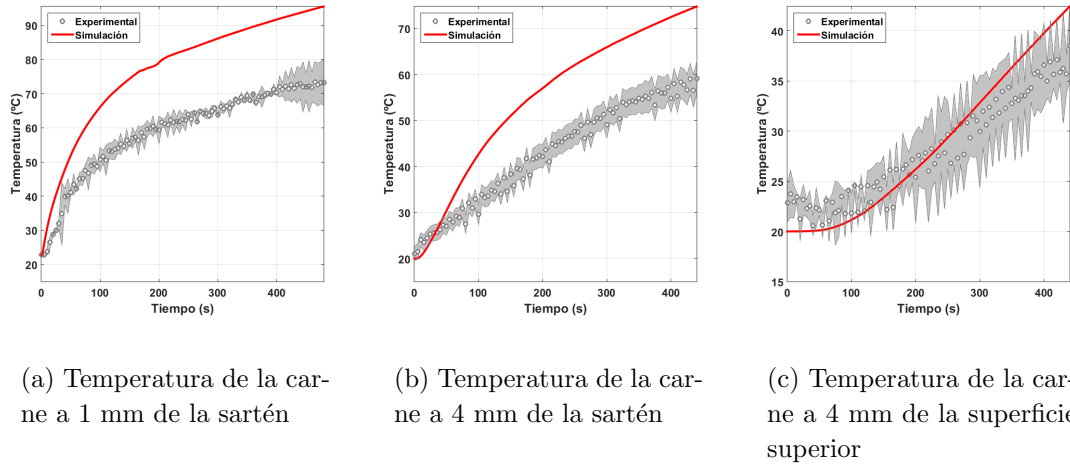 Experimental
Simulación
Temperatura (ºC)
90
80
70
60
50
40
30
20
0
100
200
300
400
Tiempo (s)
Experimental
Simulación
Temperatura (ºC)
70
60
50
40
30
20
0
100
200
300
400
Tiempo (s)
Experimental
Simulación
Temperatura (ºC)
40
35
30
25
20
15
0
100
200
300
400
Tiempo (s)
(a) Temperatura de la car-
ne a 1 mm de la sartén
(b) Temperatura de la car-
ne a 4 mm de la sartén
(c) Temperatura de la car-
ne a 4 mm de la superficie
superior